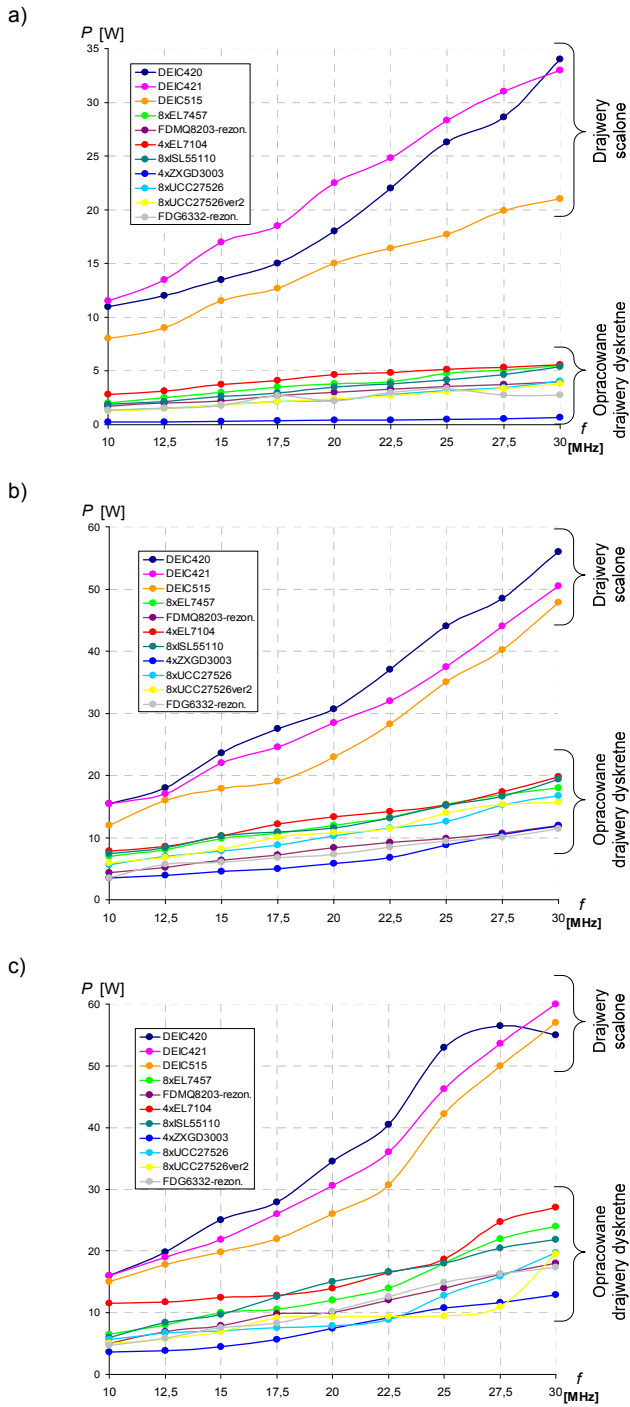 a)
P [W]
35
30
25
20
15
10
5
0
DEIC420
DEIC421
DEIC515
8xEL7457
FDMQ8203-rezon.
4xEL7104
8xISL55110
4xZXGD3003
8xUCC27526
8xUCC27526ver2
FDG6332-rezon.
10 12,5 15 17,5 20 22,5 25 27,5 30
f
[MHz]
Drajwery
scalone
Opracowane
drajwery dyskretne
b)
P [W]
60
50
40
30
20
10
0
DEIC420
DEIC421
DEIC515
8xEL7457
FDMQ8203-rezon.
4xEL7104
8xISL55110
4xZXGD3003
8xUCC27526
8xUCC27526ver2
FDG6332-rezon.
10 12,5 15 17,5 20 22,5 25 27,5 30
f
[MHz]
Drajwery
scalone
Opracowane
drajwery dyskretne
c)
P [W]
60
50
40
30
20
10
0
DEIC420
DEIC421
DEIC515
8xEL7457
FDMQ8203-rezon.
4xEL7104
8xISL55110
4xZXGD3003
8xUCC27526
8xUCC27526ver2
FDG6332-rezon.
10 12,5 15 17,5 20 22,5 25 27,5 30
f
[MHz]
Drajwery
scalone
Opracowane
drajwery dyskretne